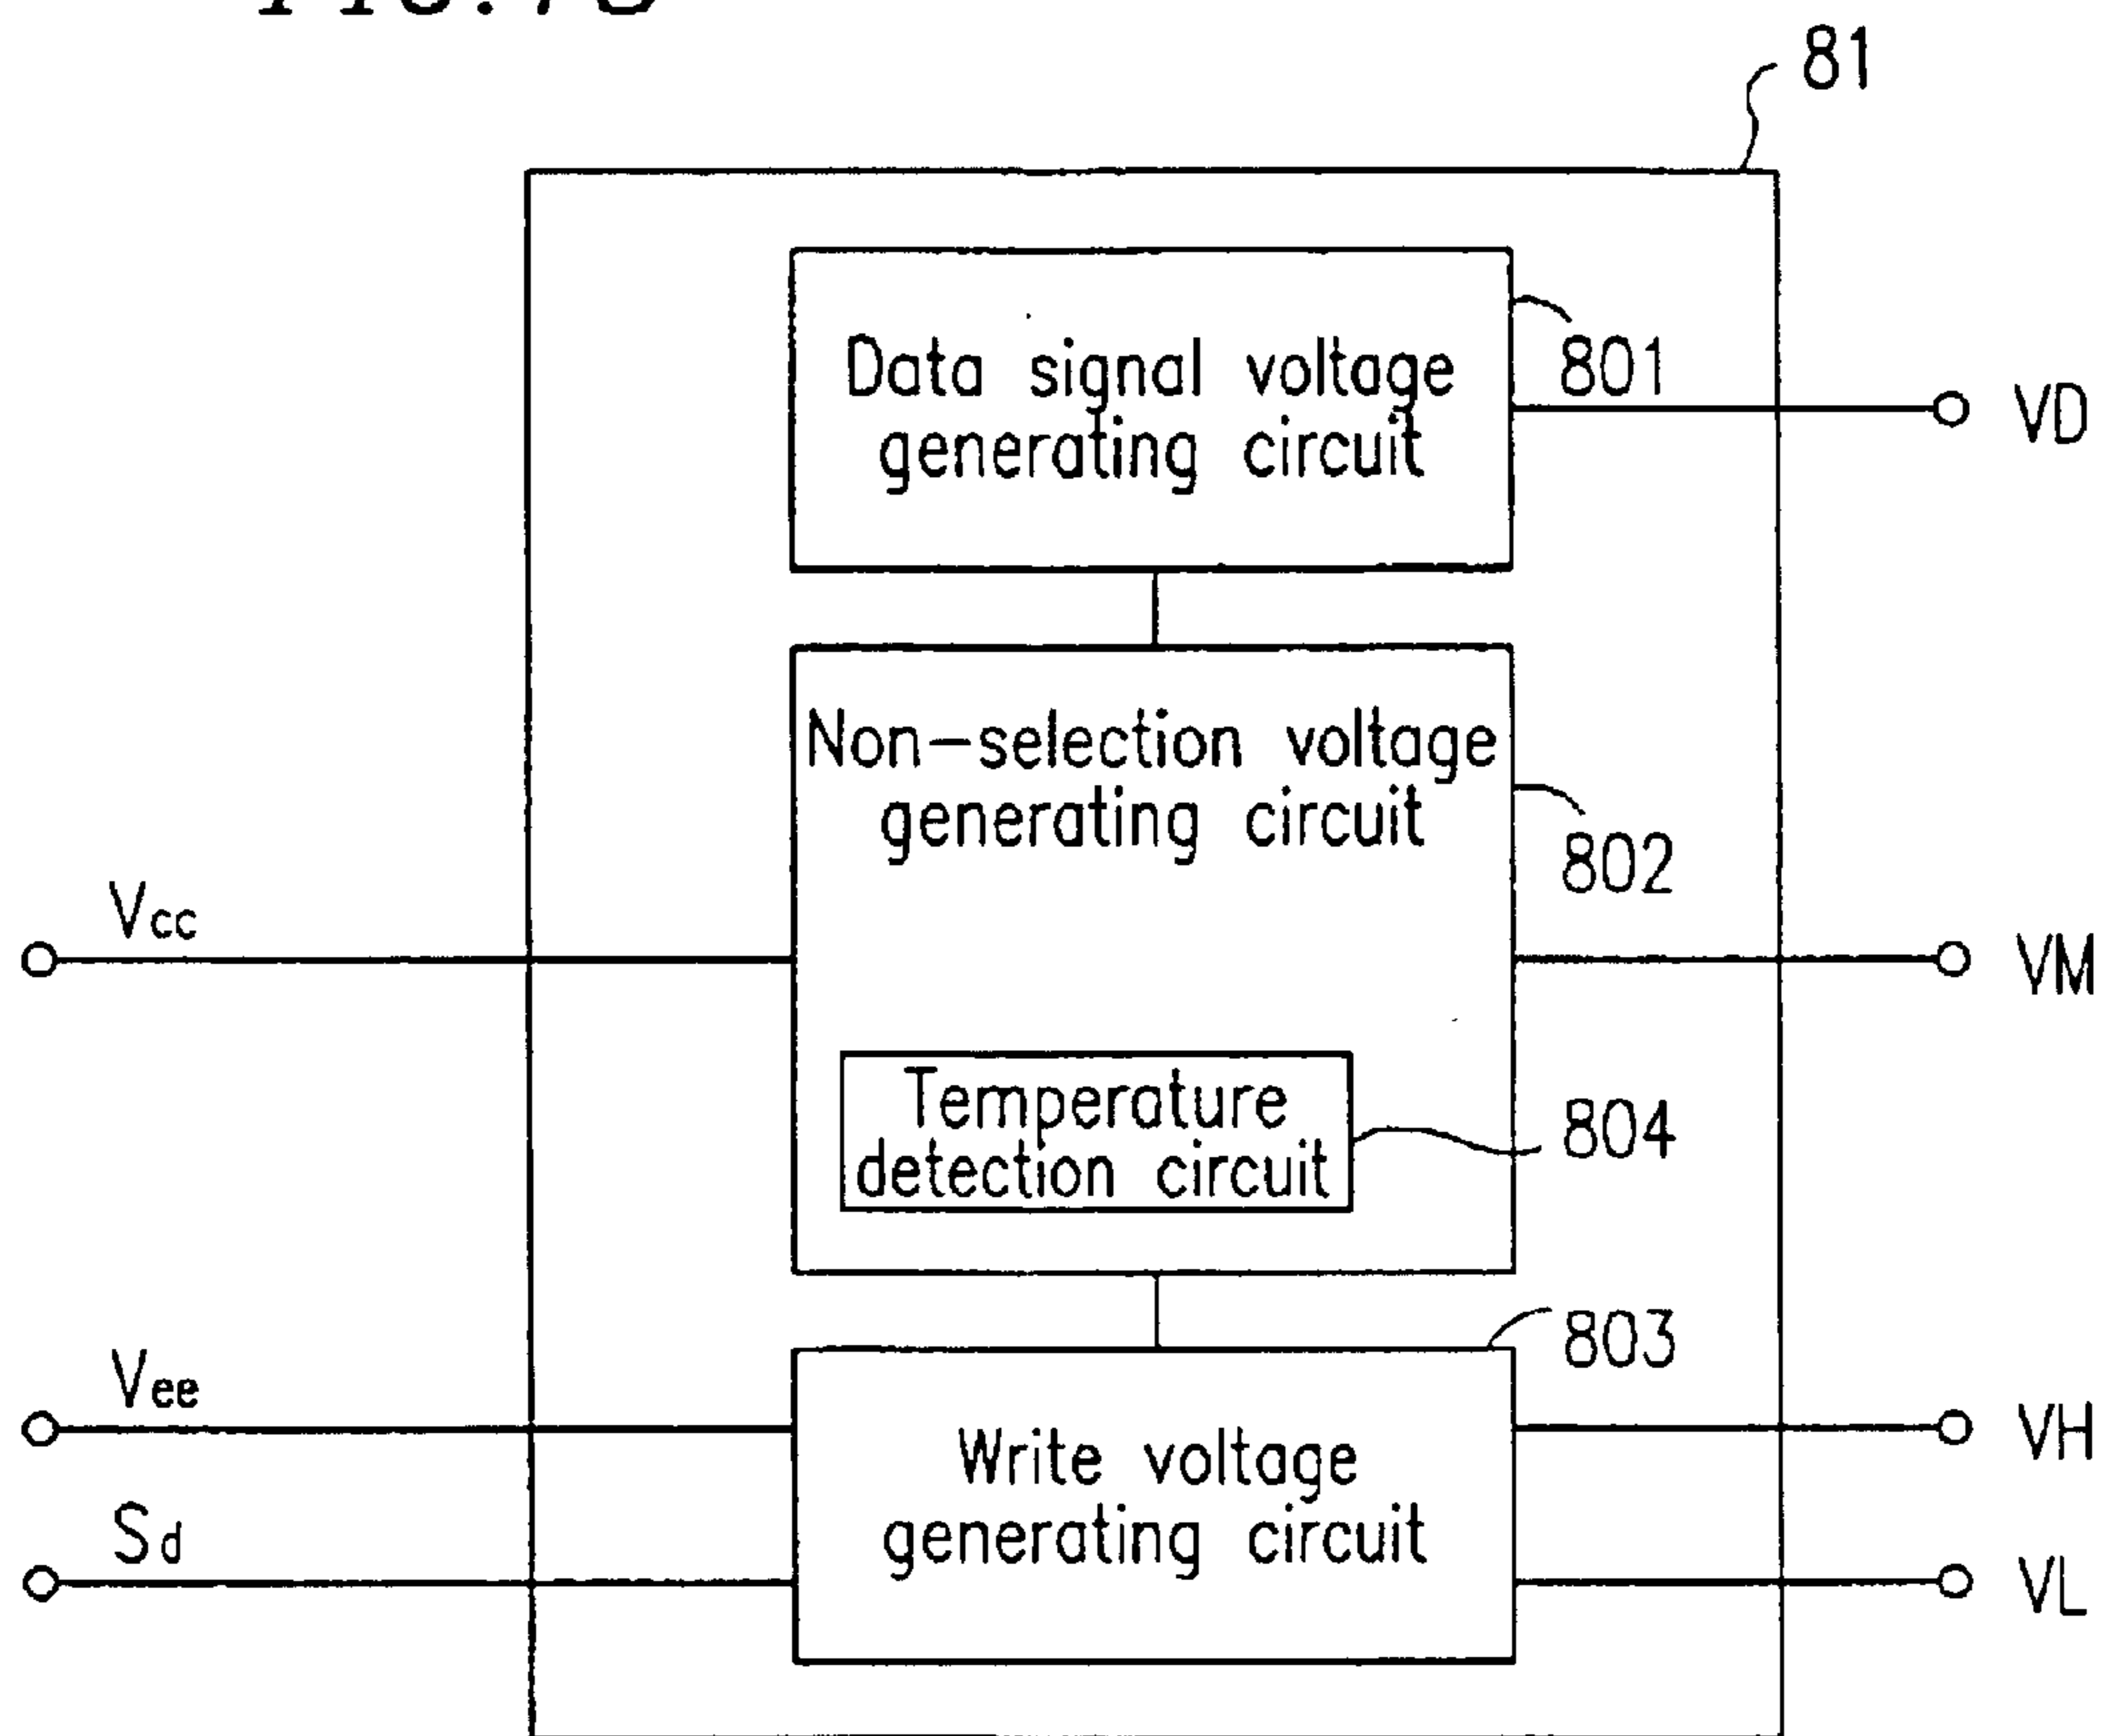 81
Data signal voltage
generating circuit
801
VD
Non-selection voltage
generating circuit
802
Vcc
VM
Temperature
detection circuit
804
803
Vee
VH
Write voltage
generating circuit
Sd
VL